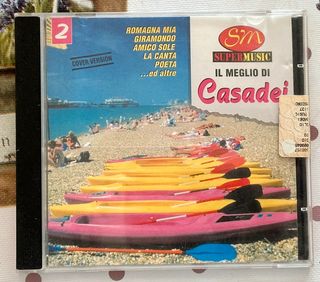 2
ROMAGNA MIA
GIRAMONDO
AMICO SOLE
LA CANTA
POETA
...ed altre
COVER VERSION
SM
SUPERMUSIC
IL MEGLIO DI
Casadei